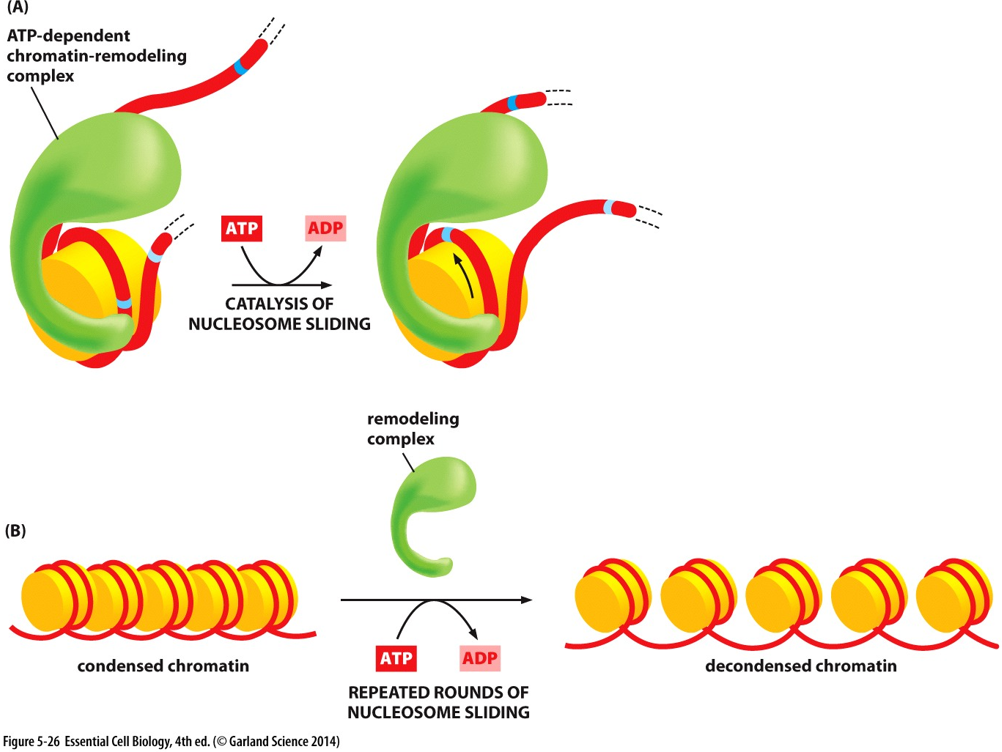 (A)
ATP-dependent
chromatin-remodeling
complex
ATP
ADP
CATALYSIS OF
NUCLEOSOME SLIDING
remodeling
complex
(B)
condensed chromatin
ATP
ADP
REPEATED ROUNDS OF
NUCLEOSOME SLIDING
decondensed chromatin
Figure 5-26 Essential Cell Biology, 4th ed. (© Garland Science 2014)